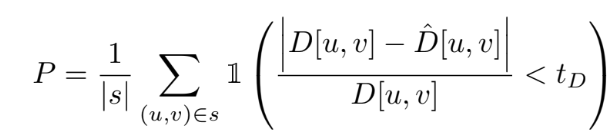 P = \frac{1}{|s|} \sum_{(u,v) \in s} \mathbb{1} \left( \frac{\left| D[u,v] - \hat{D}[u,v] \right|}{D[u,v]} < t_D \right)